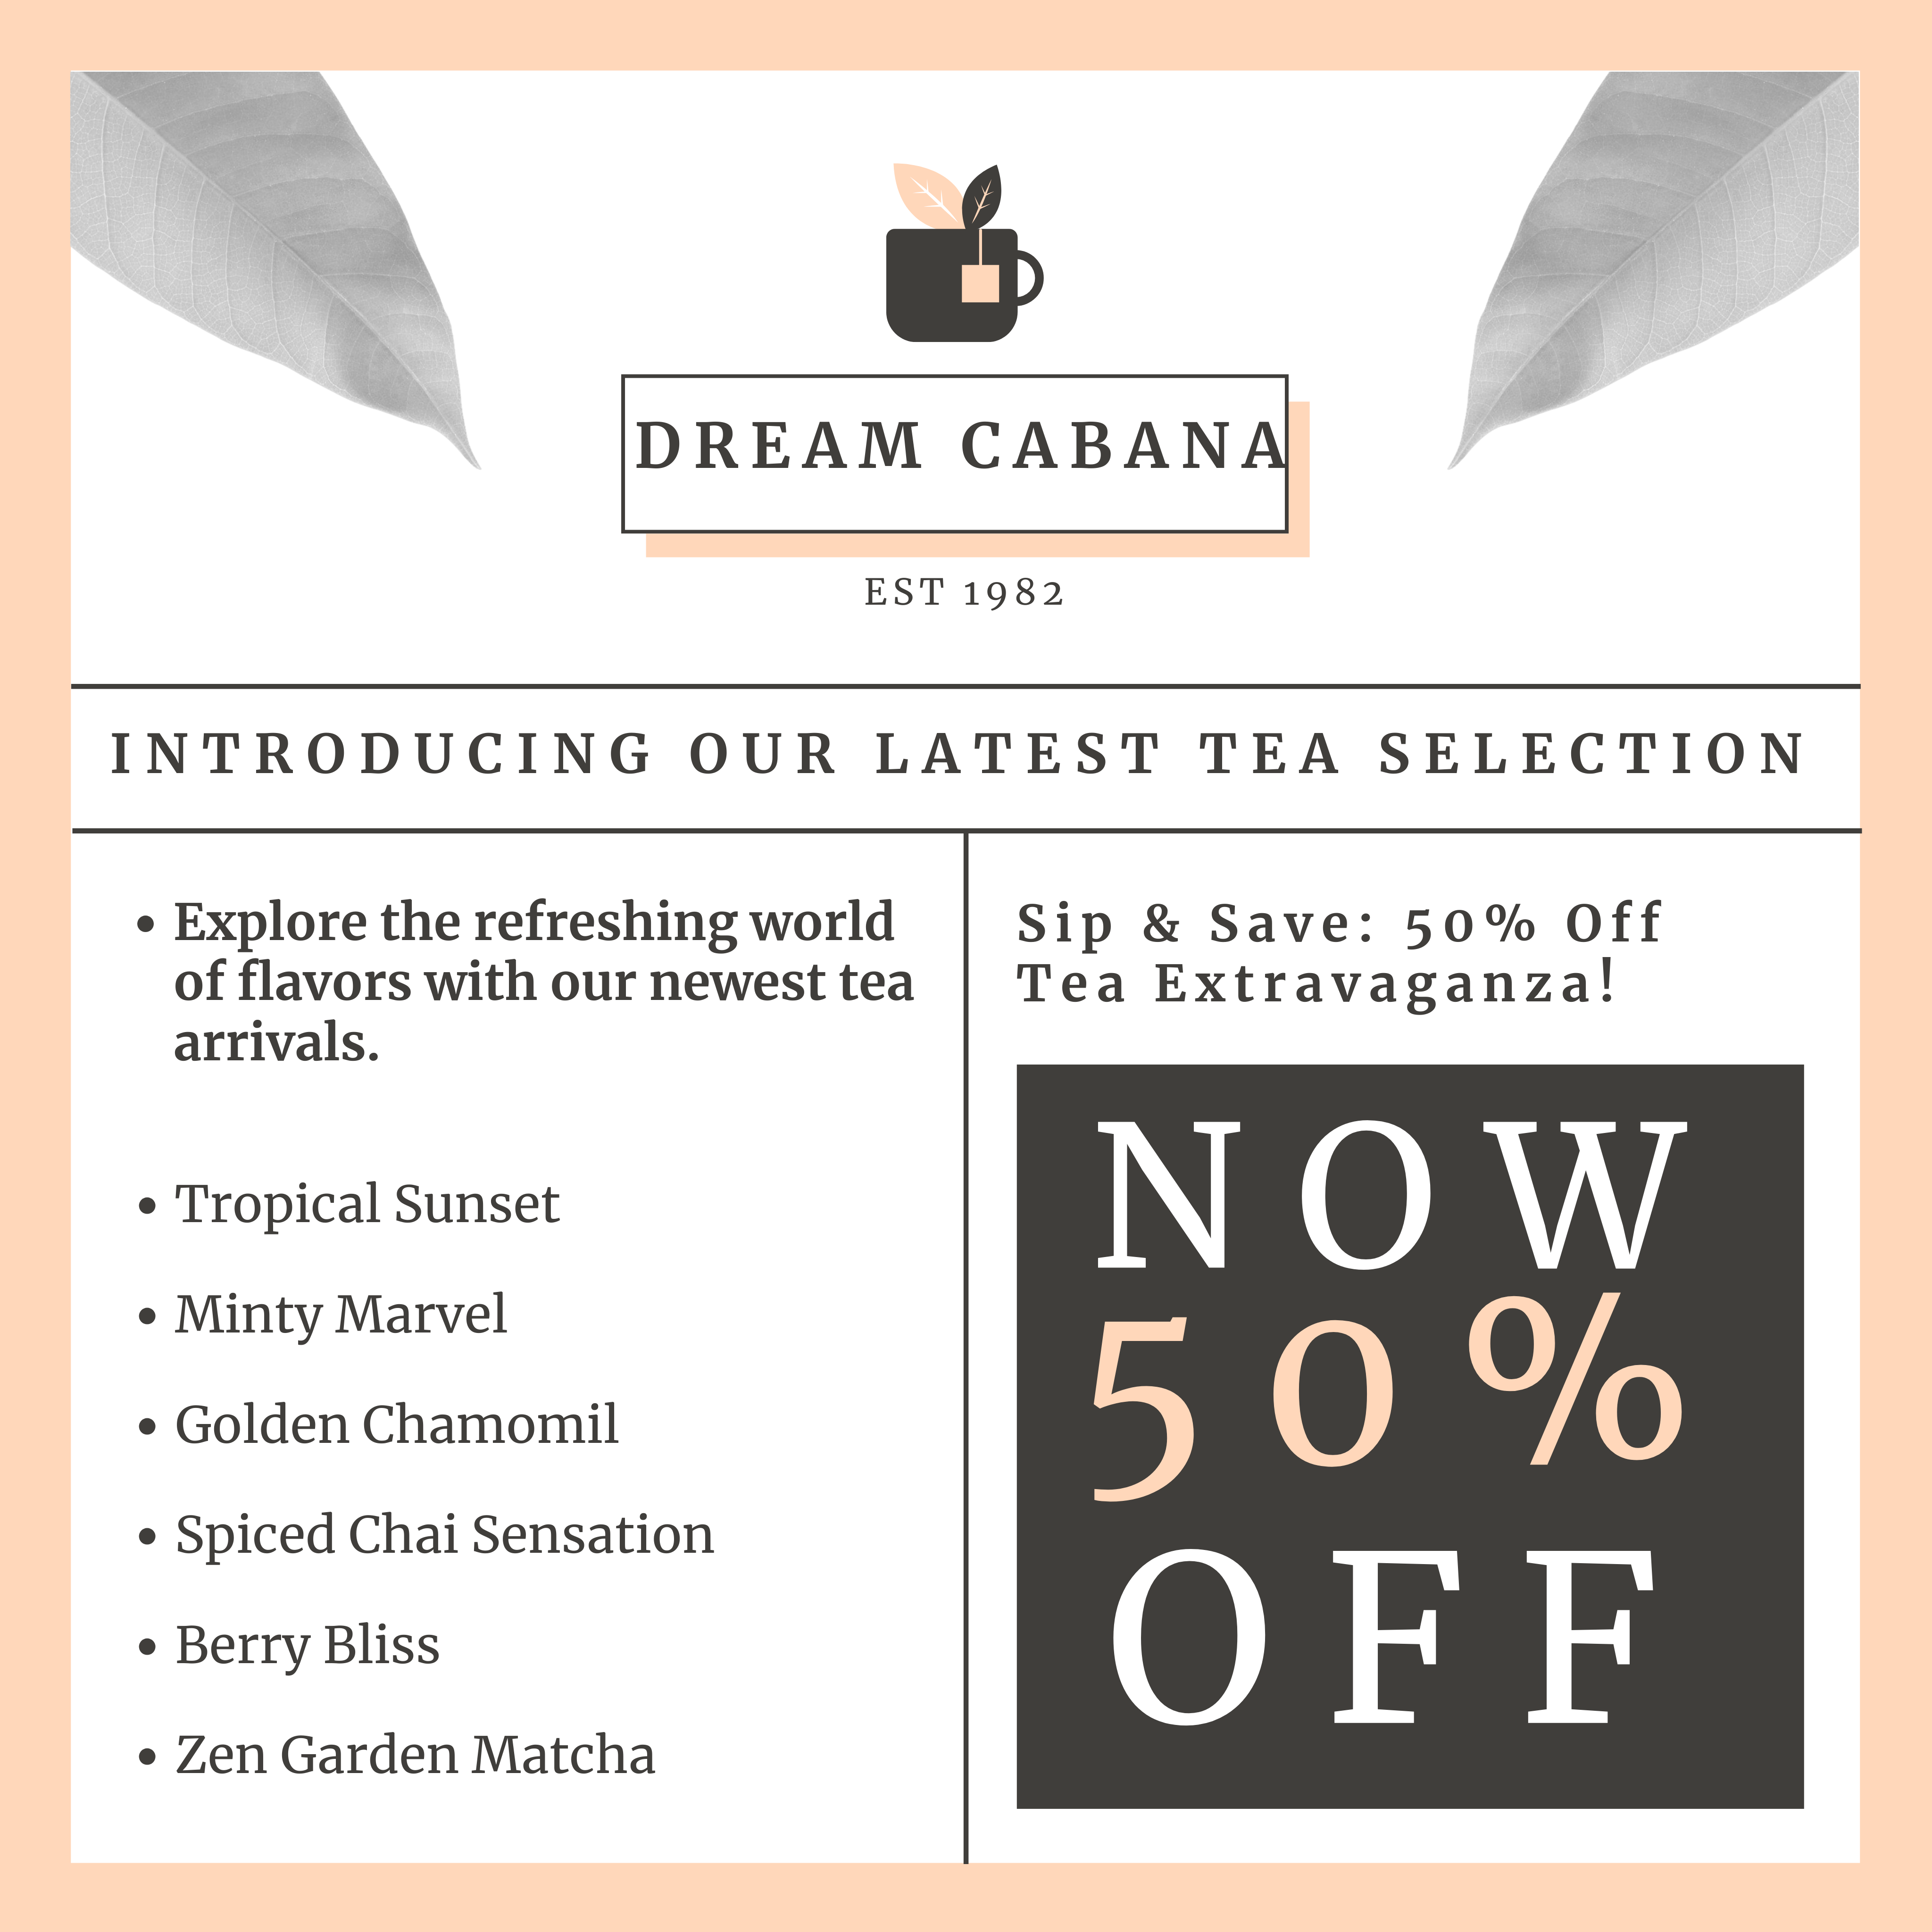 DREAM CABANA
EST 1982
INTRODUCING OUR LATEST TEA SELECTION
• Explore the refreshing world
of flavors with our newest tea
arrivals.
• Tropical Sunset
• Minty Marvel
• Golden Chamomil
• Spiced Chai Sensation
• Berry Bliss
• Zen Garden Matcha
Sip & Save: 50% Off
Tea Extravaganza!
NOW
50%
OFF